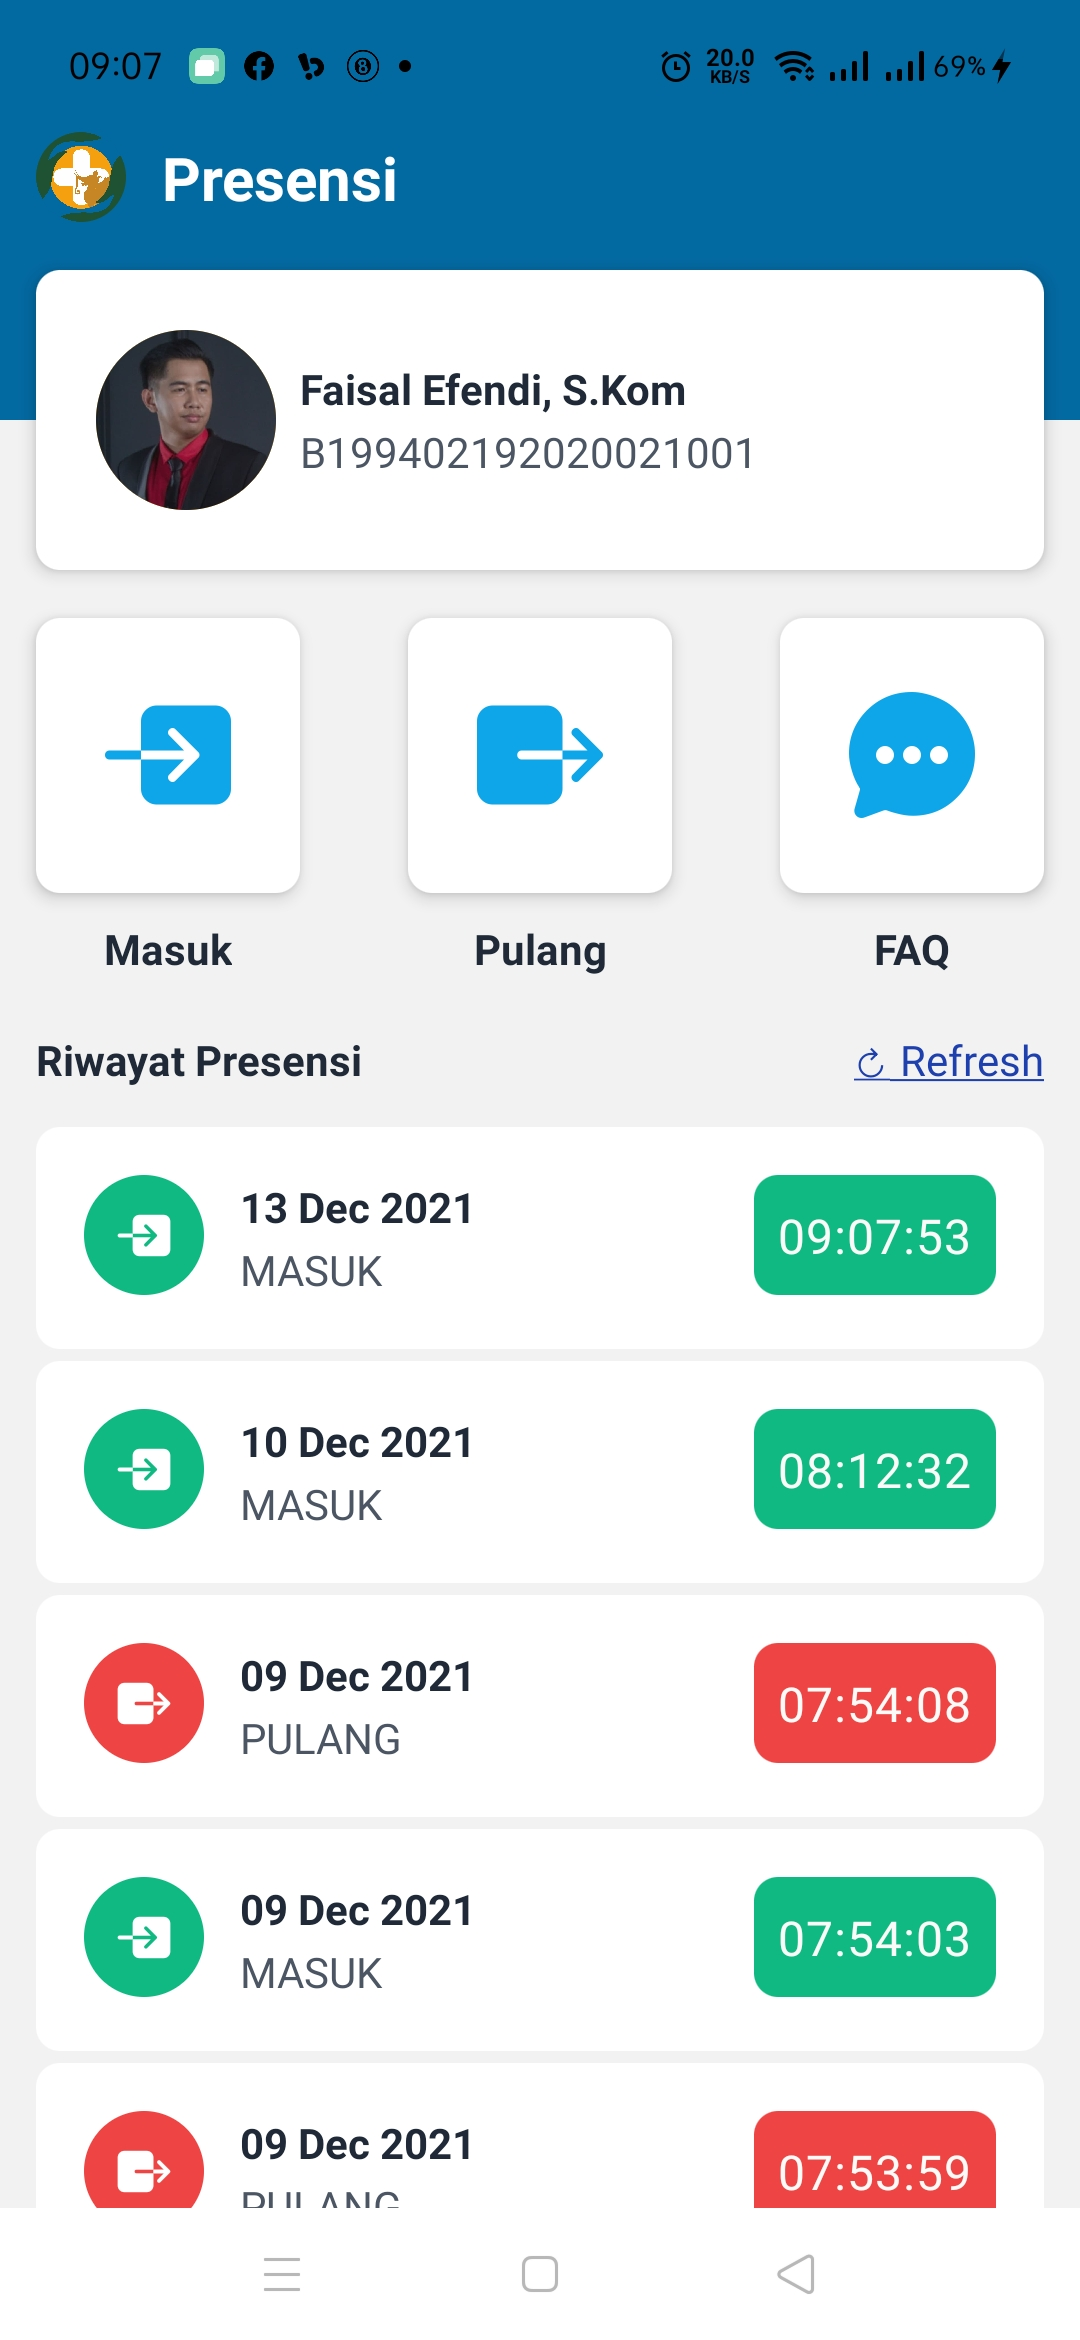 09:07
20.0
KB/S
69%
Presensi
Faisal Efendi, S.Kom
B199402192020021001
Masuk
Pulang
FAQ
Riwayat Presensi
Refresh
13 Dec 2021
MASUK
09:07:53
10 Dec 2021
MASUK
08:12:32
09 Dec 2021
PULANG
07:54:08
09 Dec 2021
MASUK
07:54:03
09 Dec 2021
PULANG
07:53:59